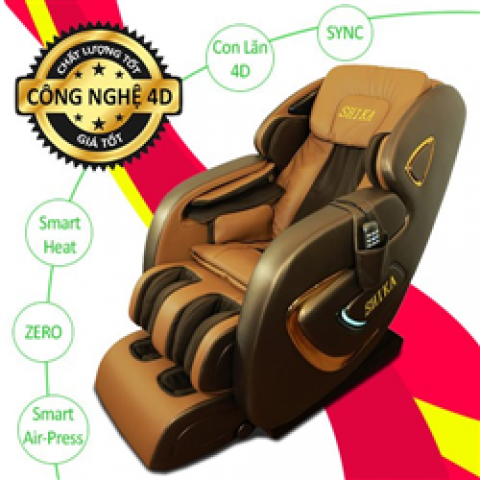 CHẤT LƯỢNG TỐT
CÔNG NGHỆ 4D
GIÁ TỐT
Con Lăn
4D
SYNC
SHIKA
Smart
Heat
SHIKA
ZERO
Smart
Air-Press